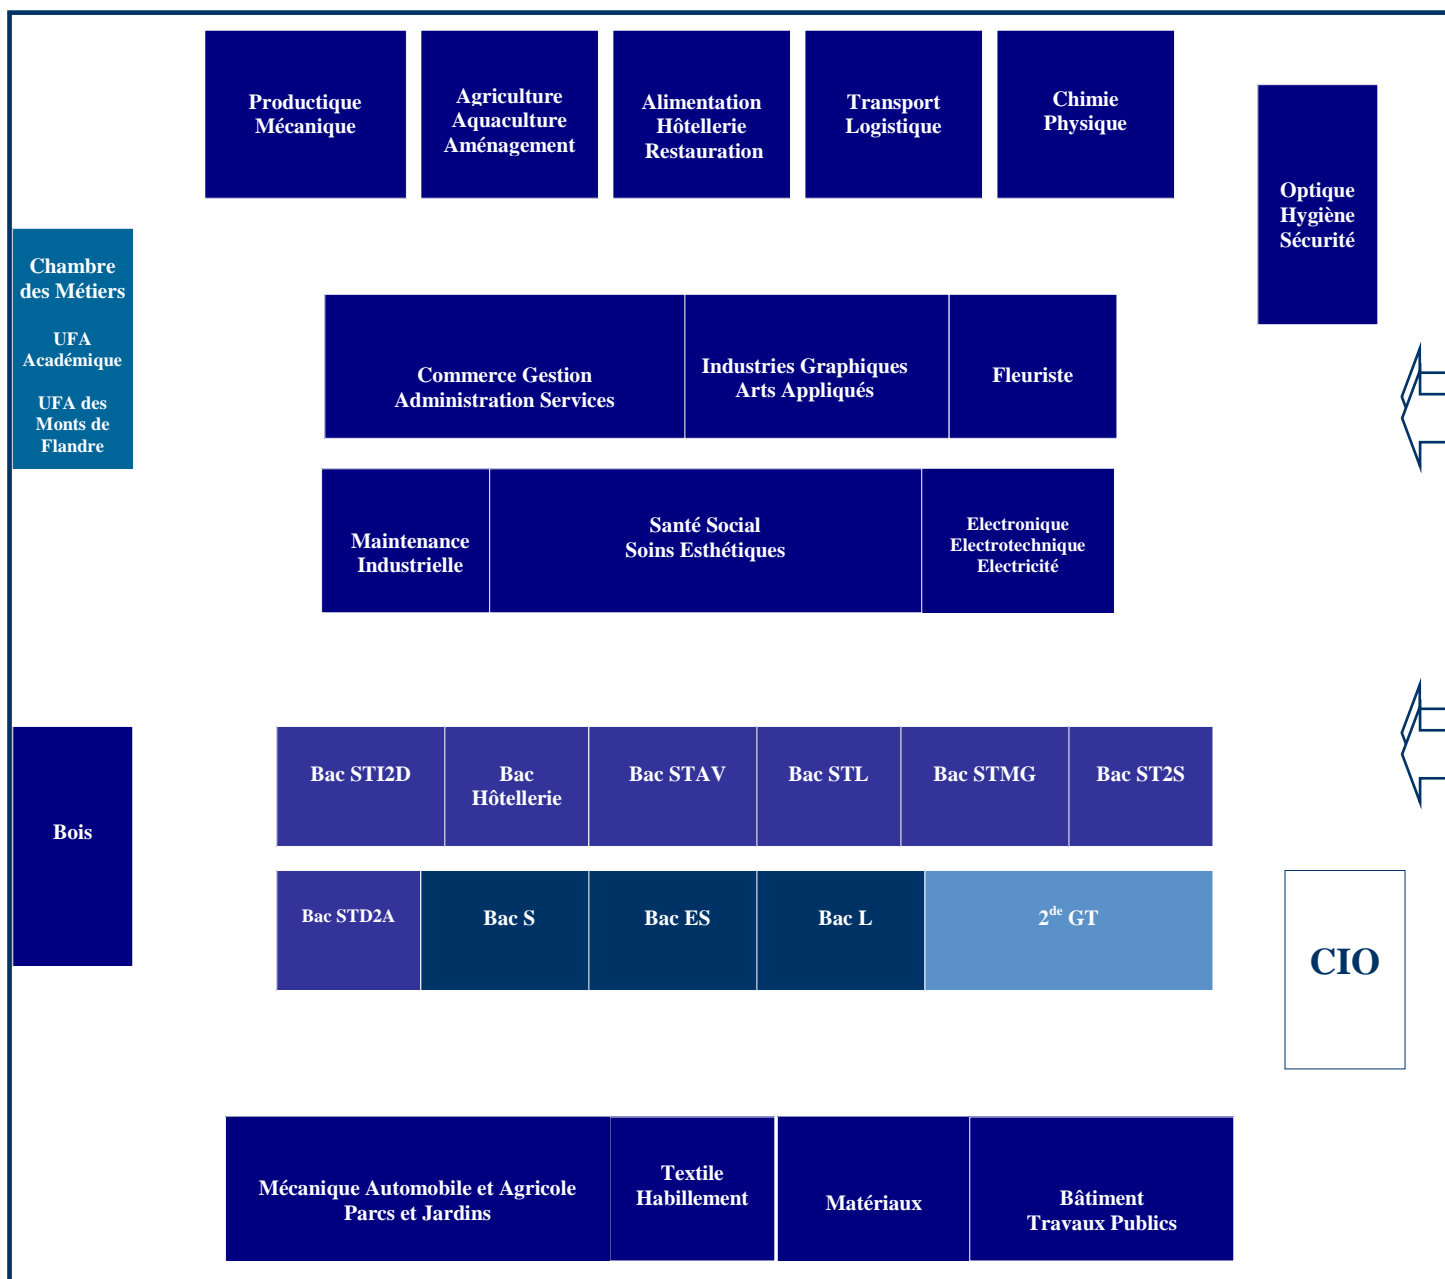 Productique
Mécanique
Agriculture
Aquaculture
Aménagement
Alimentation
Hôtellerie
Restauration
Transport
Logistique
Chimie
Physique
Optique
Hygiène
Sécurité
Chambre
des Métiers
UFA
Académique
UFA des
Monts de
Flandre
Commerce Gestion
Administration Services
Industries Graphiques
Arts Appliqués
Fleuriste
Maintenance
Industrielle
Santé Social
Soins Esthétiques
Electronique
Electrotechnique
Electricité
Bois
Bac STI2D
Bac
Hôtellerie
Bac STAV
Bac STL
Bac STMG
Bac ST2S
Bac STD2A
Bac S
Bac ES
Bac L
2de GT
CIO
Mécanique Automobile et Agricole
Parcs et Jardins
Textile
Habillement
Matériaux
Bâtiment
Travaux Publics